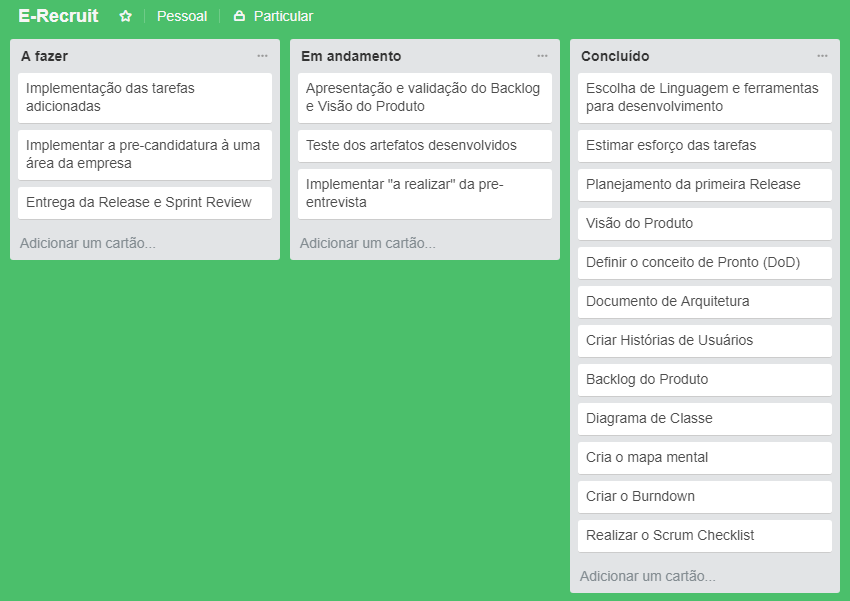 E-Recruit Pessoal Particular
A fazer
Implementação das tarefas
adicionadas
Implementar a pre-candidatura à uma
área da empresa
Entrega da Release e Sprint Review
Adicionar um cartão...
Em andamento
Apresentação e validação do Backlog
e Visão do Produto
Teste dos artefatos desenvolvidos
Implementar "a realizar" da pre-
entrevista
Adicionar um cartão...
Concluído
Escolha de Linguagem e ferramentas
para desenvolvimento
Estimar esforço das tarefas
Planejamento da primeira Release
Visão do Produto
Definir o conceito de Pronto (DoD)
Documento de Arquitetura
Criar Histórias de Usuários
Backlog do Produto
Diagrama de Classe
Cria o mapa mental
Criar o Burndown
Realizar o Scrum Checklist
Adicionar um cartão...